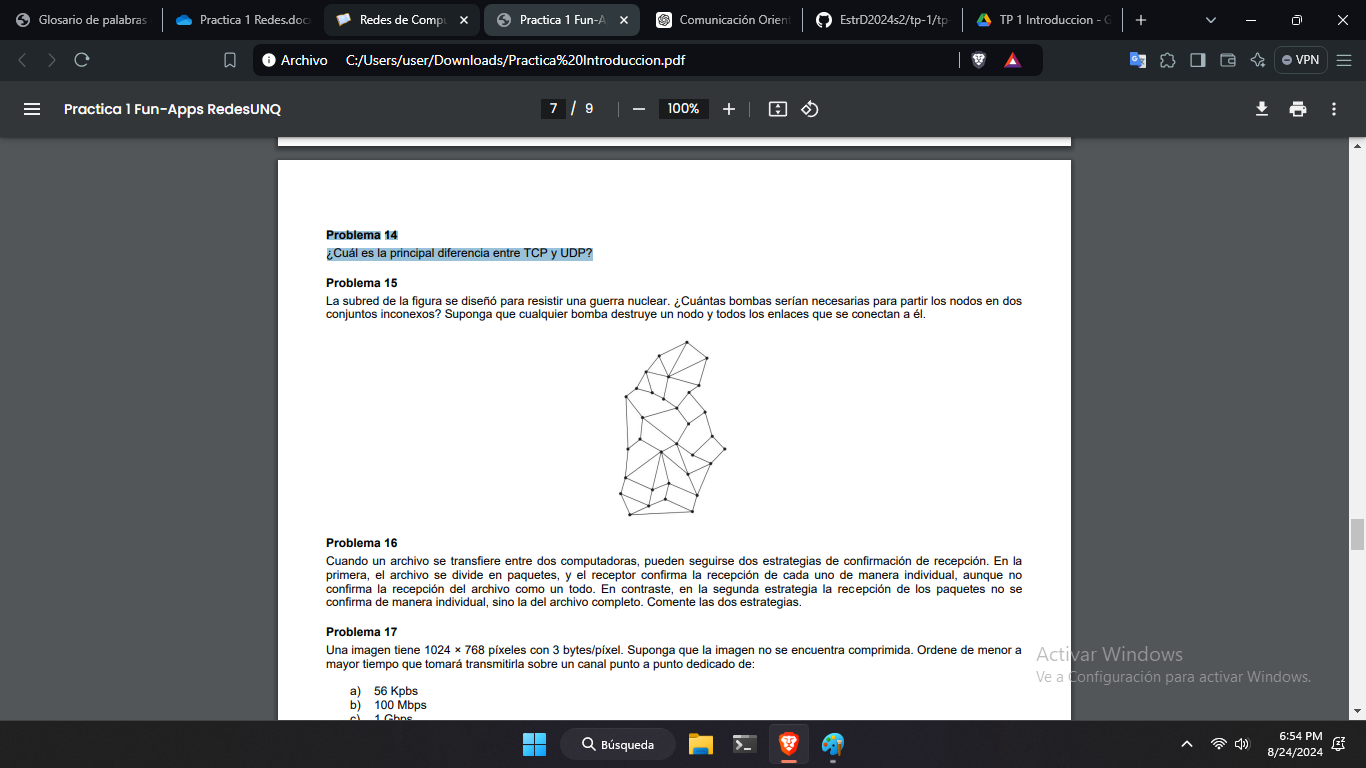 Glosario de palabras
Practica 1 Redes.doc
Redes de Compu
Practica 1 Fun-A
Comunicación Orient
EstrD2024s2/tp-1/tp-
TP 1 Introduccion - G
Archivo C:/Users/user/Downloads/Practica%20Introduccion.pdf
VPN
Practica 1 Fun-Apps RedesUNQ
7 / 9
100%
Problema 14
¿Cuál es la principal diferencia entre TCP y UDP?
Problema 15
La subred de la figura se diseñó para resistir una guerra nuclear. ¿Cuántas bombas serían necesarias para partir los nodos en dos
conjuntos inconexos? Suponga que cualquier bomba destruye un nodo y todos los enlaces que se conectan a él.
Problema 16
Cuando un archivo se transfiere entre dos computadoras, pueden seguirse dos estrategias de confirmación de recepción. En la
primera, el archivo se divide en paquetes, y el receptor confirma la recepción de cada uno de manera individual, aunque no
confirma la recepción del archivo como un todo. En contraste, en la segunda estrategia la recepción de los paquetes no se
confirma de manera individual, sino la del archivo completo. Comente las dos estrategias.
Problema 17
Una imagen tiene 1024 × 768 píxeles con 3 bytes/píxel. Suponga que la imagen no se encuentra comprimida. Ordene de menor a
mayor tiempo que tomará transmitirla sobre un canal punto a punto dedicado de:
a) 56 Kpbs
b) 100 Mbps
c) 1 Gbps
Activar Windows
Ve a Configuración para activar Windows.
Búsqueda
6:54 PM
8/24/2024